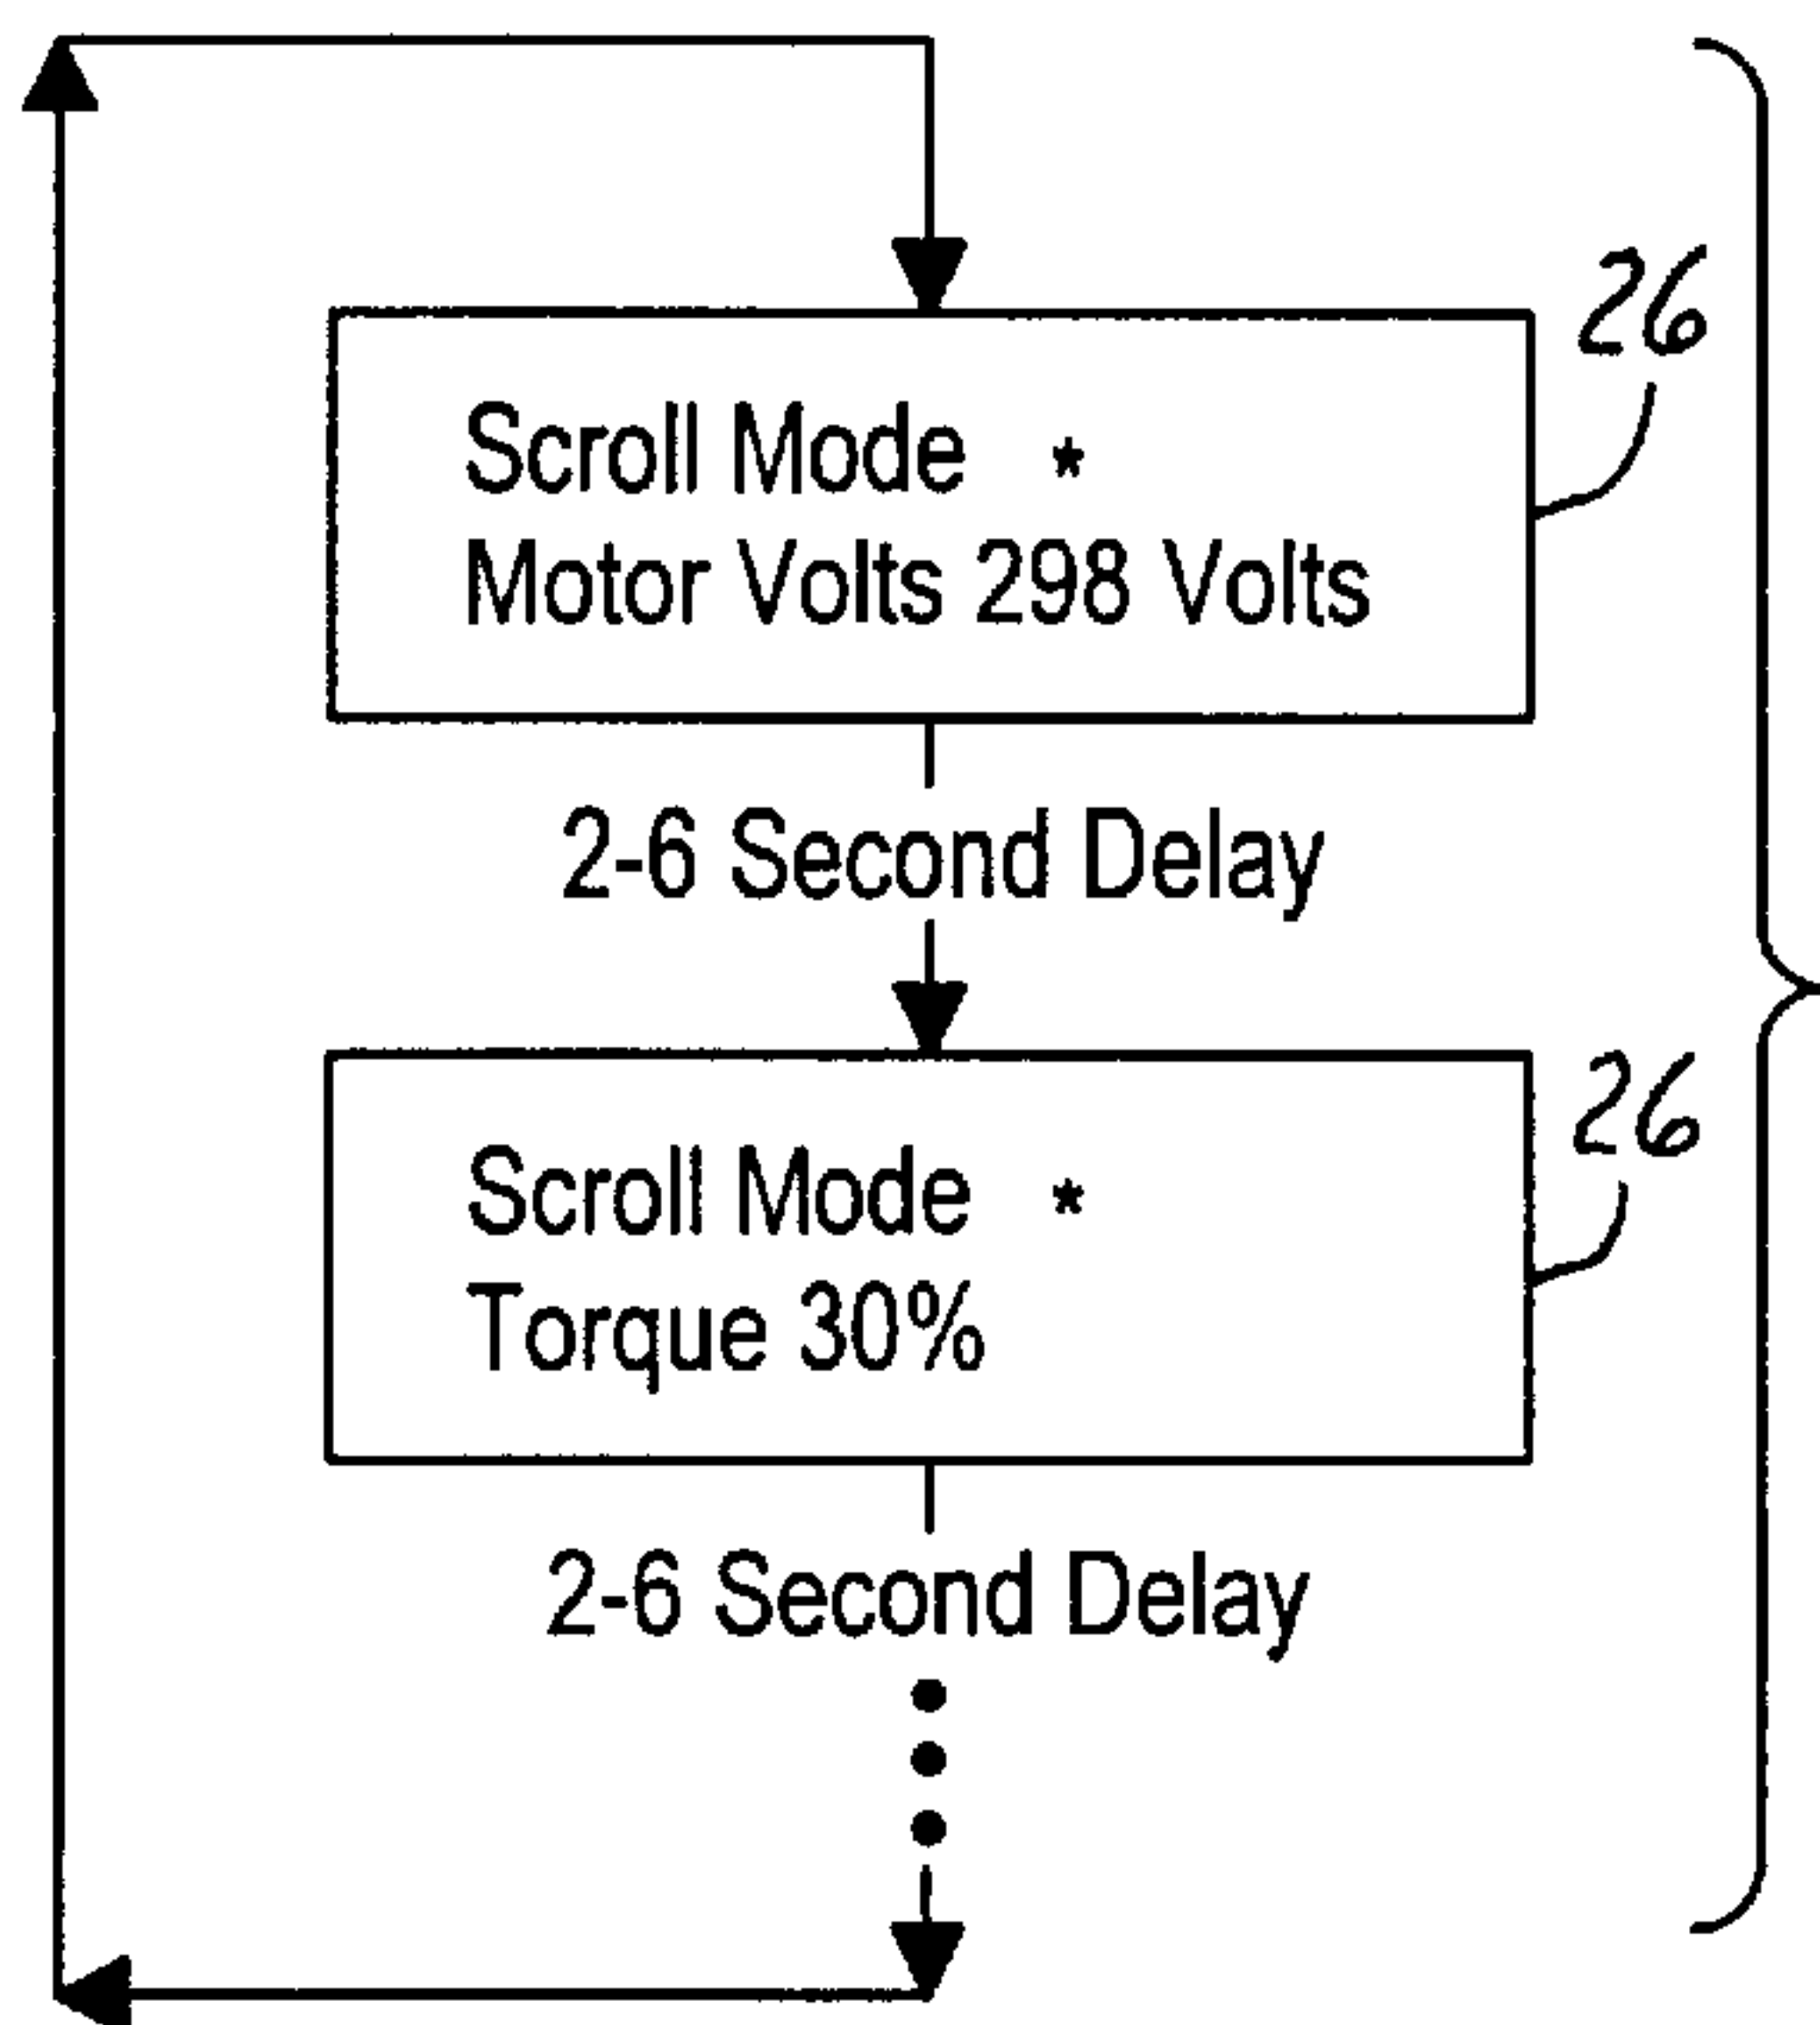 26
Scroll Mode *
Motor Volts 298 Volts
2-6 Second Delay
26
Scroll Mode *
Torque 30%
2-6 Second Delay